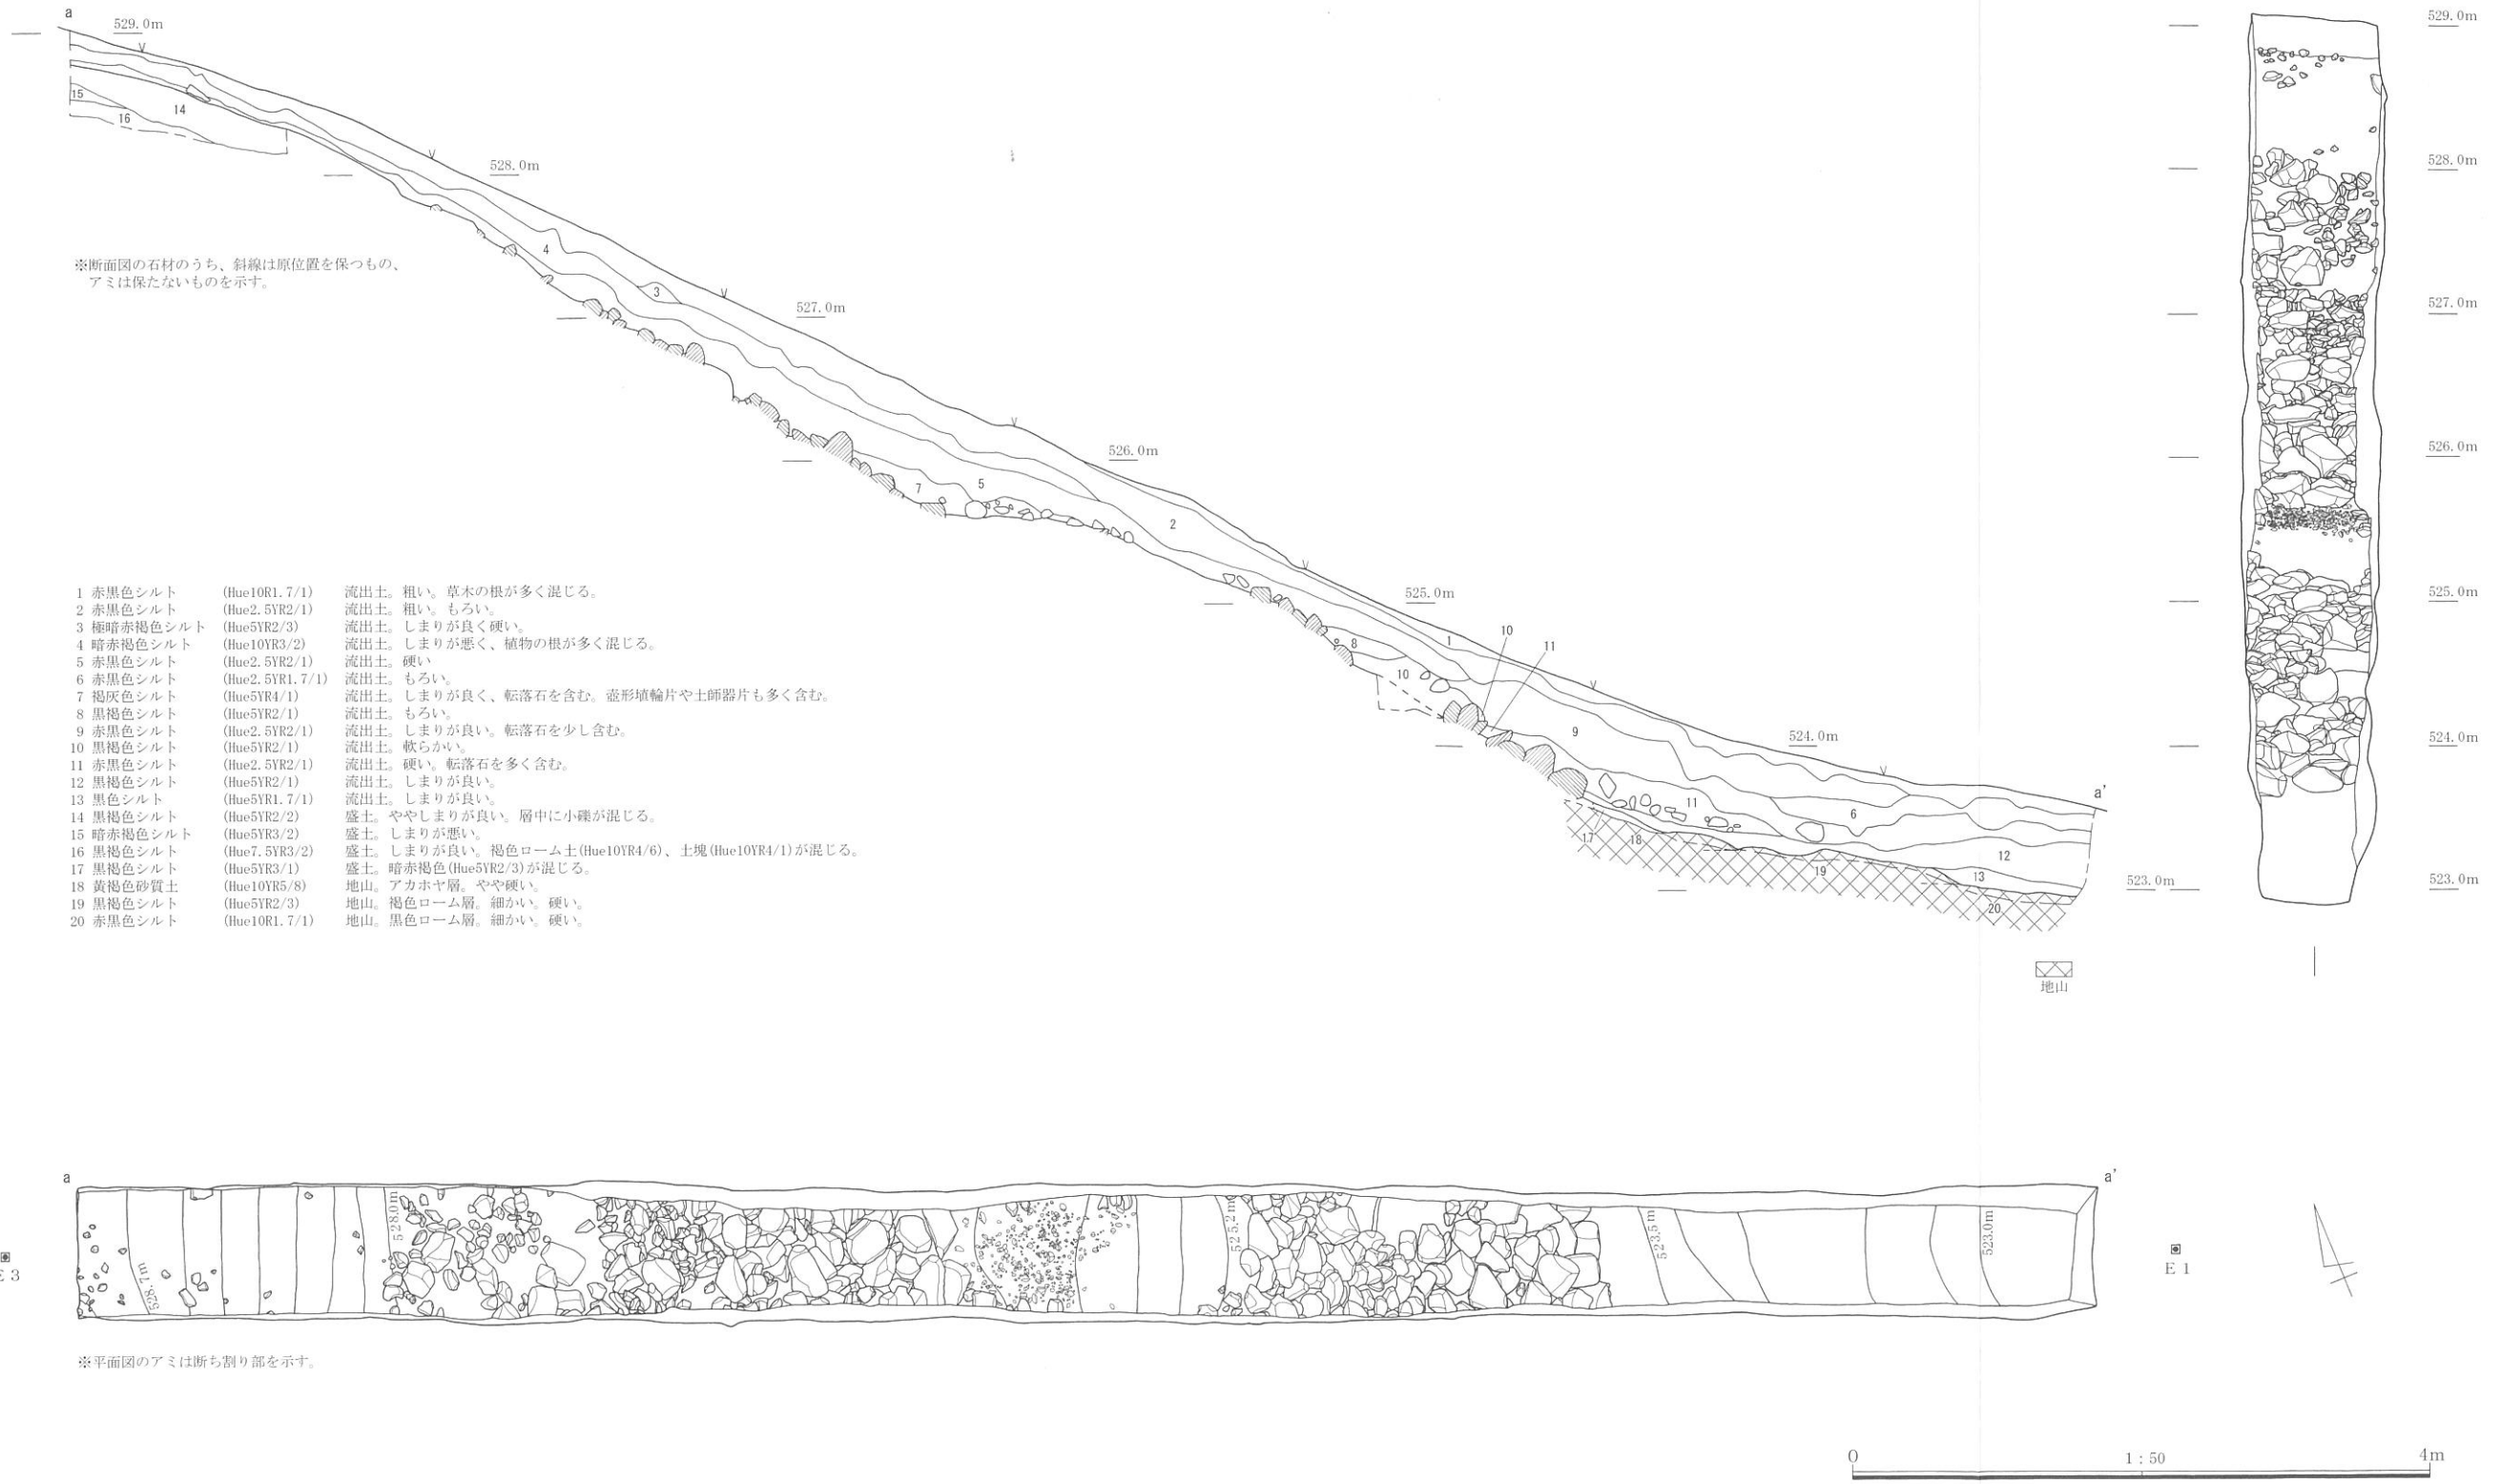 a
529.0m
528.0m
527.0m
526.0m
525.0m
524.0m
523.0m
a'
15
14
16
4
3
7
5
2
8
10
1
10
11
9
11
6
12
13
17
18
19
20
※断面図の石材のうち、斜線は原位置を保つもの、
アミは保たないものを示す。
1 赤黒色シルト (Hue10R1.7/1) 流出土。粗い。草木の根が多く混じる。
2 赤黒色シルト (Hue2.5YR2/1) 流出土。粗い。もろい。
3 極暗赤褐色シルト (Hue5YR2/3) 流出土。しまりが良く硬い。
4 暗赤褐色シルト (Hue10YR3/2) 流出土。しまりが悪く、植物の根が多く混じる。
5 赤黒色シルト (Hue2.5YR2/1) 流出土。硬い
6 赤黒色シルト (Hue2.5YR1.7/1) 流出土。もろい。
7 褐灰色シルト (Hue5YR4/1) 流出土。しまりが良く、転落石を含む。壺形埴輪片や土師器片も多く含む。
8 黒褐色シルト (Hue5YR2/1) 流出土。もろい。
9 赤黒色シルト (Hue2.5YR2/1) 流出土。しまりが良い。転落石を少し含む。
10 黒褐色シルト (Hue5YR2/1) 流出土。軟らかい。
11 赤黒色シルト (Hue2.5YR2/1) 流出土。硬い。転落石を多く含む。
12 黒褐色シルト (Hue5YR2/1) 流出土。しまりが良い。
13 黒色シルト (Hue5YR1.7/1) 流出土。しまりが良い。
14 黒褐色シルト (Hue5YR2/2) 盛土。ややしまりが良い。層中に小礫が混じる。
15 暗赤褐色シルト (Hue5YR3/2) 盛土。しまりが悪い。
16 黒褐色シルト (Hue7.5YR3/2) 盛土。しまりが良い。褐色ローム土(Hue10YR4/6)、土塊(Hue10YR4/1)が混じる。
17 黒褐色シルト (Hue5YR3/1) 盛土。暗赤褐色(Hue5YR2/3)が混じる。
18 黄褐色砂質土 (Hue10YR5/8) 地山。アカホヤ層。やや硬い。
19 黒褐色シルト (Hue5YR2/3) 地山。褐色ローム層。細かい。硬い。
20 赤黒色シルト (Hue10R1.7/1) 地山。黒色ローム層。細かい。硬い。
地山
529.0m
528.0m
527.0m
526.0m
525.0m
524.0m
523.0m
a
a'
528.7m
528.0m
525.2m
523.5m
523.0m
E 3
E 1
※平面図のアミは断ち割り部を示す。
0
1：50
4m